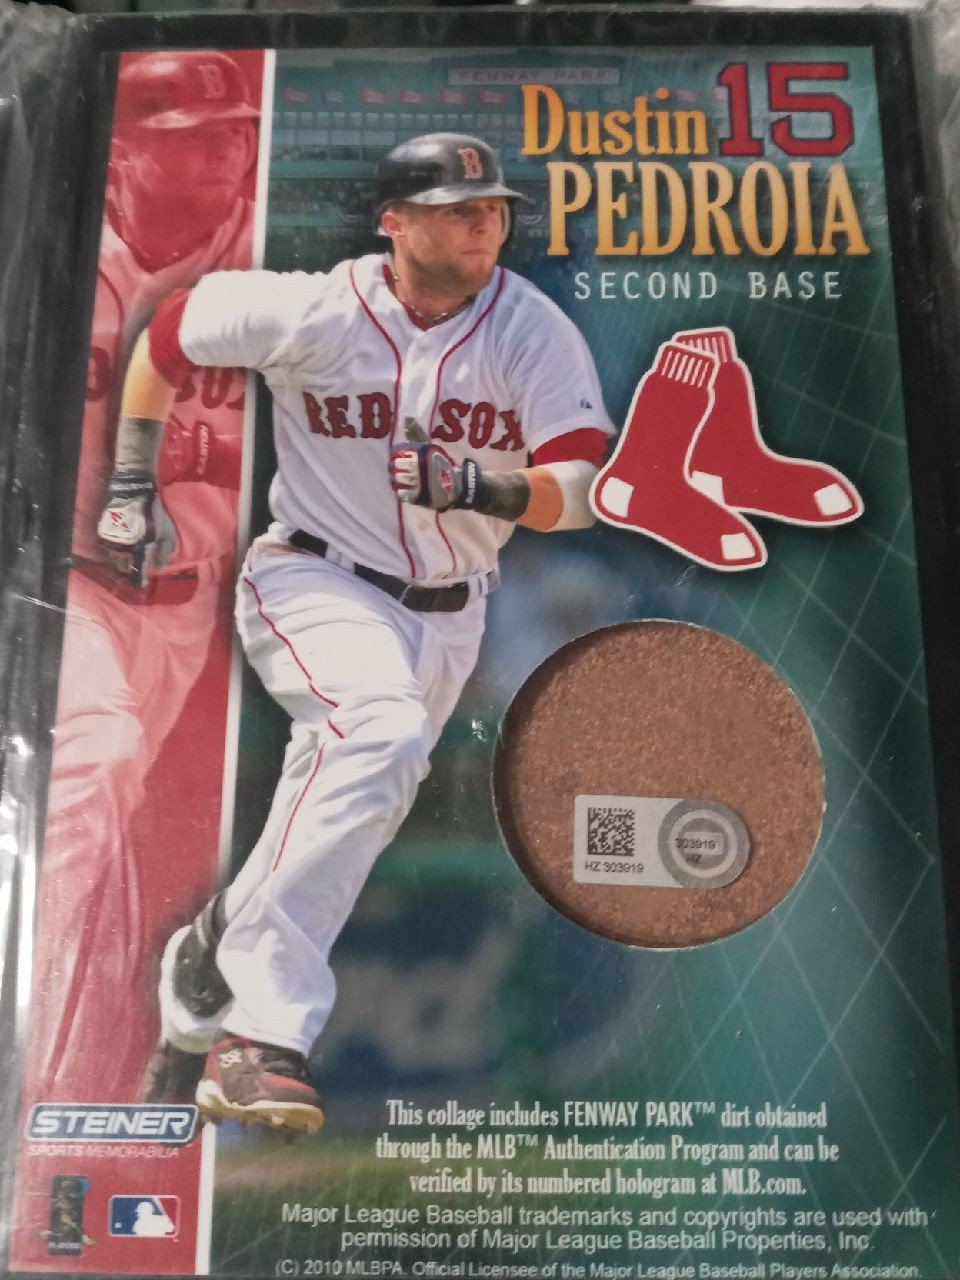 FENWAY PARK
Dustin 15
PEDROIA
SECOND BASE
B
B
RED SOX
EASTON
EASTON
HZ 303919
303919
HZ
This collage includes FENWAY PARK™ dirt obtained
through the MLB™ Authentication Program and can be
verified by its numbered hologram at MLB.com.
STEINER
SPORTS MEMORABILIA
Major League Baseball trademarks and copyrights are used with
permission of Major League Baseball Properties, Inc.
(C) 2010 MLBPA. Official Licensee of the Major League Baseball Players Association.